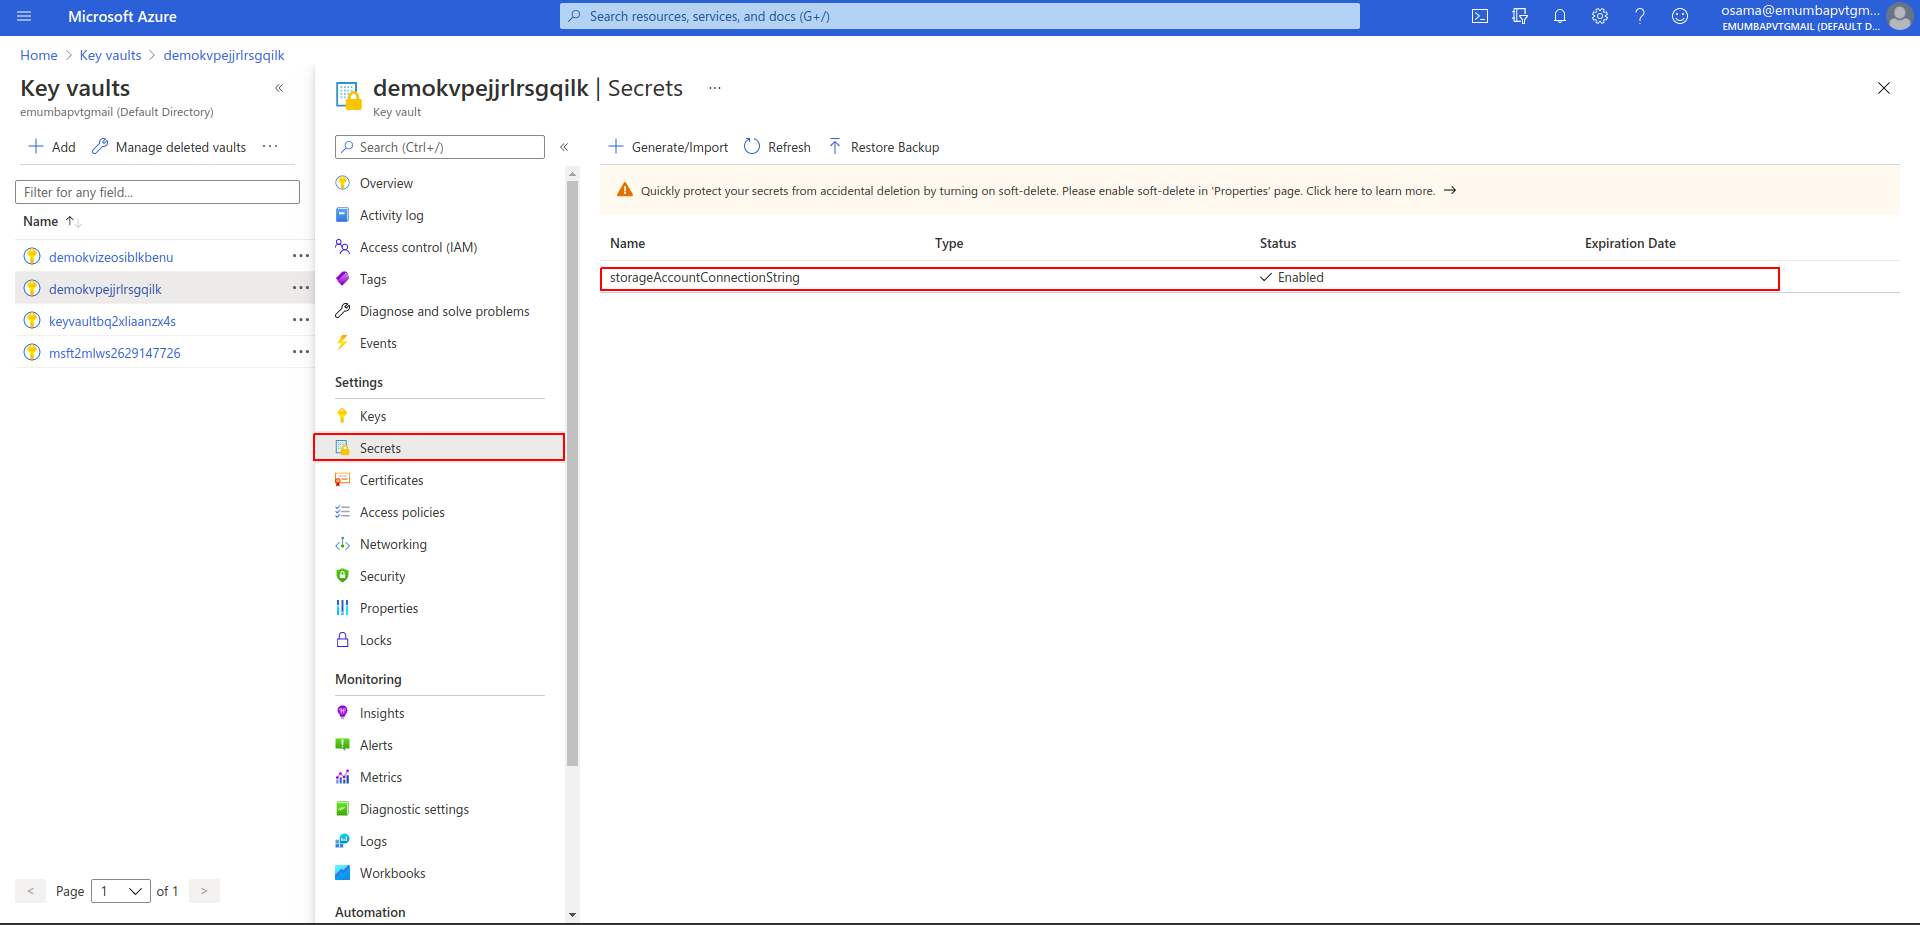 Microsoft Azure
Search resources, services, and docs (G+/)
osama@emumbapvtgm...
EMUMBAPVTGMAIL (DEFAULT D...
Home > Key vaults > demokvpejjrlrsgqilk
Key vaults
emumbapvtgmail (Default Directory)
Add Manage deleted vaults ...
Filter for any field...
Name
demokvizeosiblkbenu
demokvpejjrlrsgqilk
keyvaultbq2xliaanzx4s
msft2mlws2629147726
< Page 1 of 1 >
demokvpejjrlrsgqilk | Secrets ...
Key vault
Search (Ctrl+/)
Overview
Activity log
Access control (IAM)
Tags
Diagnose and solve problems
Events
Settings
Keys
Secrets
Certificates
Access policies
Networking
Security
Properties
Locks
Monitoring
Insights
Alerts
Metrics
Diagnostic settings
Logs
Workbooks
Automation
Generate/Import Refresh Restore Backup
Quickly protect your secrets from accidental deletion by turning on soft-delete. Please enable soft-delete in 'Properties' page. Click here to learn more. →
Name Type Status Expiration Date
storageAccountConnectionString ✓ Enabled